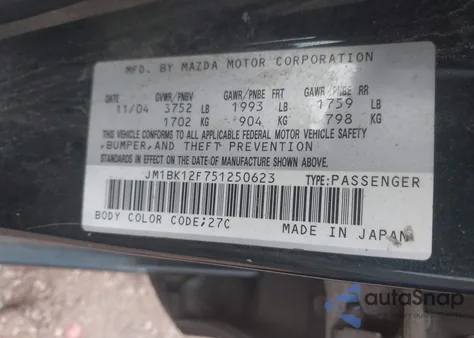 MFD. BY MAZDA MOTOR CORPORATION
DATE GVWR/PNBV GAWR/PNBE FRT GAWR/PNBE RR
11/04 3752 LB 1993 LB 1759 LB
1702 KG 904 KG 798 KG
THIS VEHICLE CONFORMS TO ALL APPLICABLE FEDERAL MOTOR VEHICLE SAFETY
,BUMPER,AND THEFT PREVENTION
STANDARDS IN EFFECT ON THE DATE OF MANUFACTURE SHOWN ABOVE.
JM1BK12F751250623 TYPE:PASSENGER
BODY COLOR CODE;27C MADE IN JAPAN
autoSnap